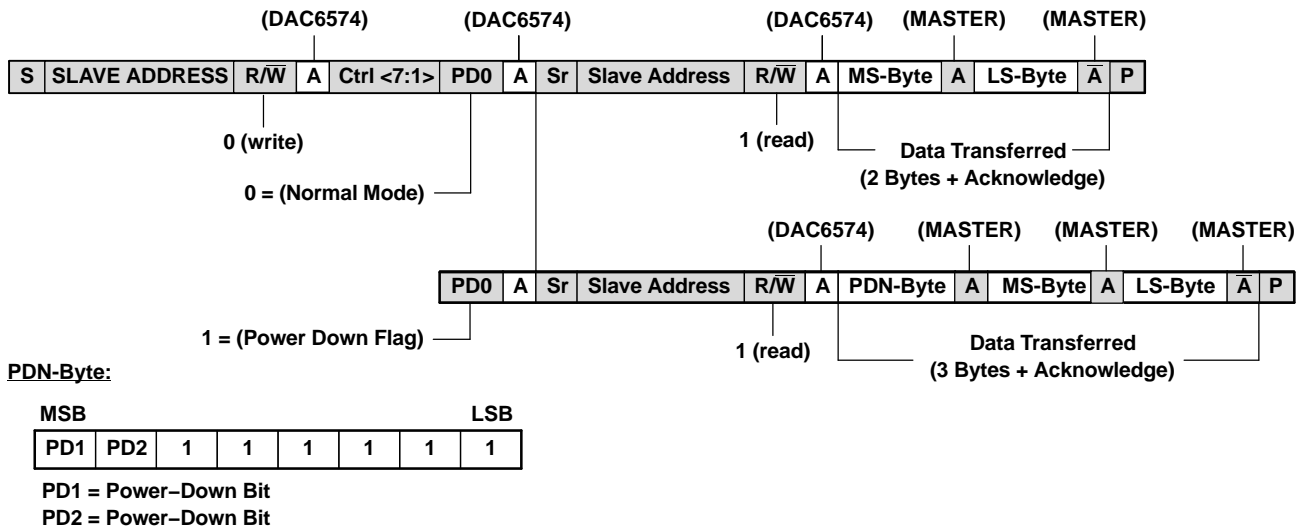 (DAC6574) (DAC6574) (DAC6574) (MASTER) (MASTER)
S SLAVE ADDRESS R/W̅ A Ctrl <7:1> PD0 A Sr Slave Address R/W̅ A MS-Byte A LS-Byte A̅ P
0 (write) 1 (read) Data Transferred
(2 Bytes + Acknowledge)
0 = (Normal Mode)
(DAC6574) (MASTER) (MASTER) (MASTER)
PD0 A Sr Slave Address R/W̅ A PDN-Byte A MS-Byte A LS-Byte A̅ P
1 = (Power Down Flag) 1 (read) Data Transferred
(3 Bytes + Acknowledge)
PDN-Byte:
MSB LSB
PD1 PD2 1 1 1 1 1 1
PD1 = Power−Down Bit
PD2 = Power−Down Bit